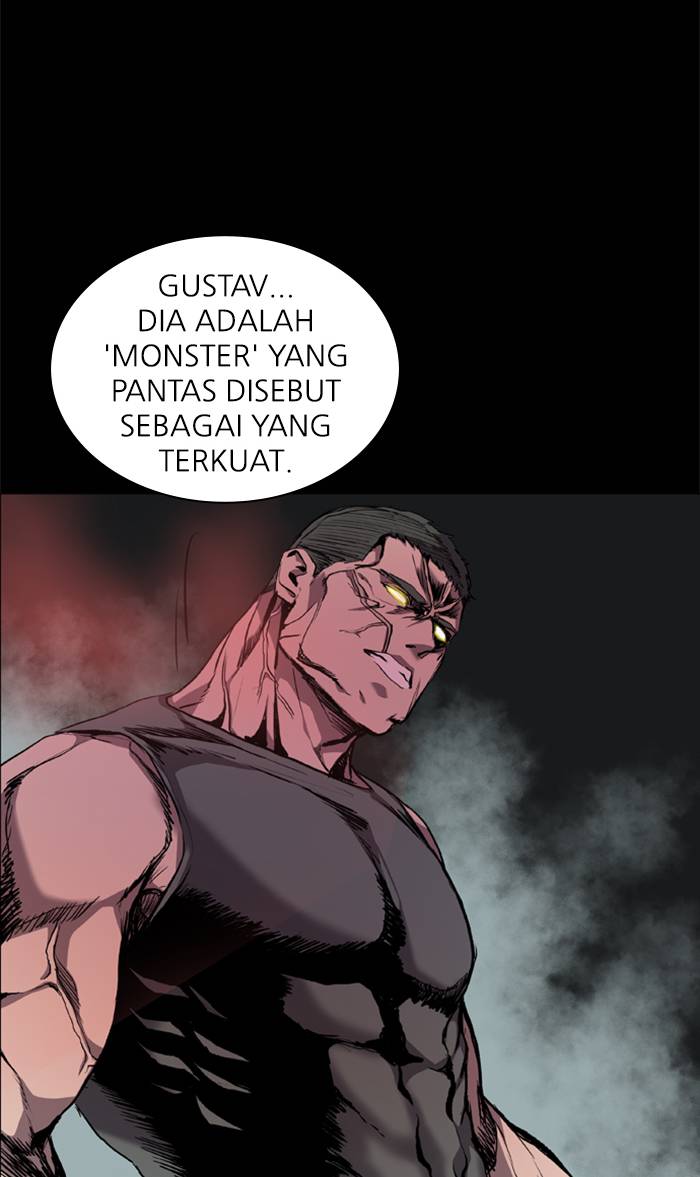 GUSTAV...
DIA ADALAH
'MONSTER' YANG
PANTAS DISEBUT
SEBAGAI YANG
TERKUAT.